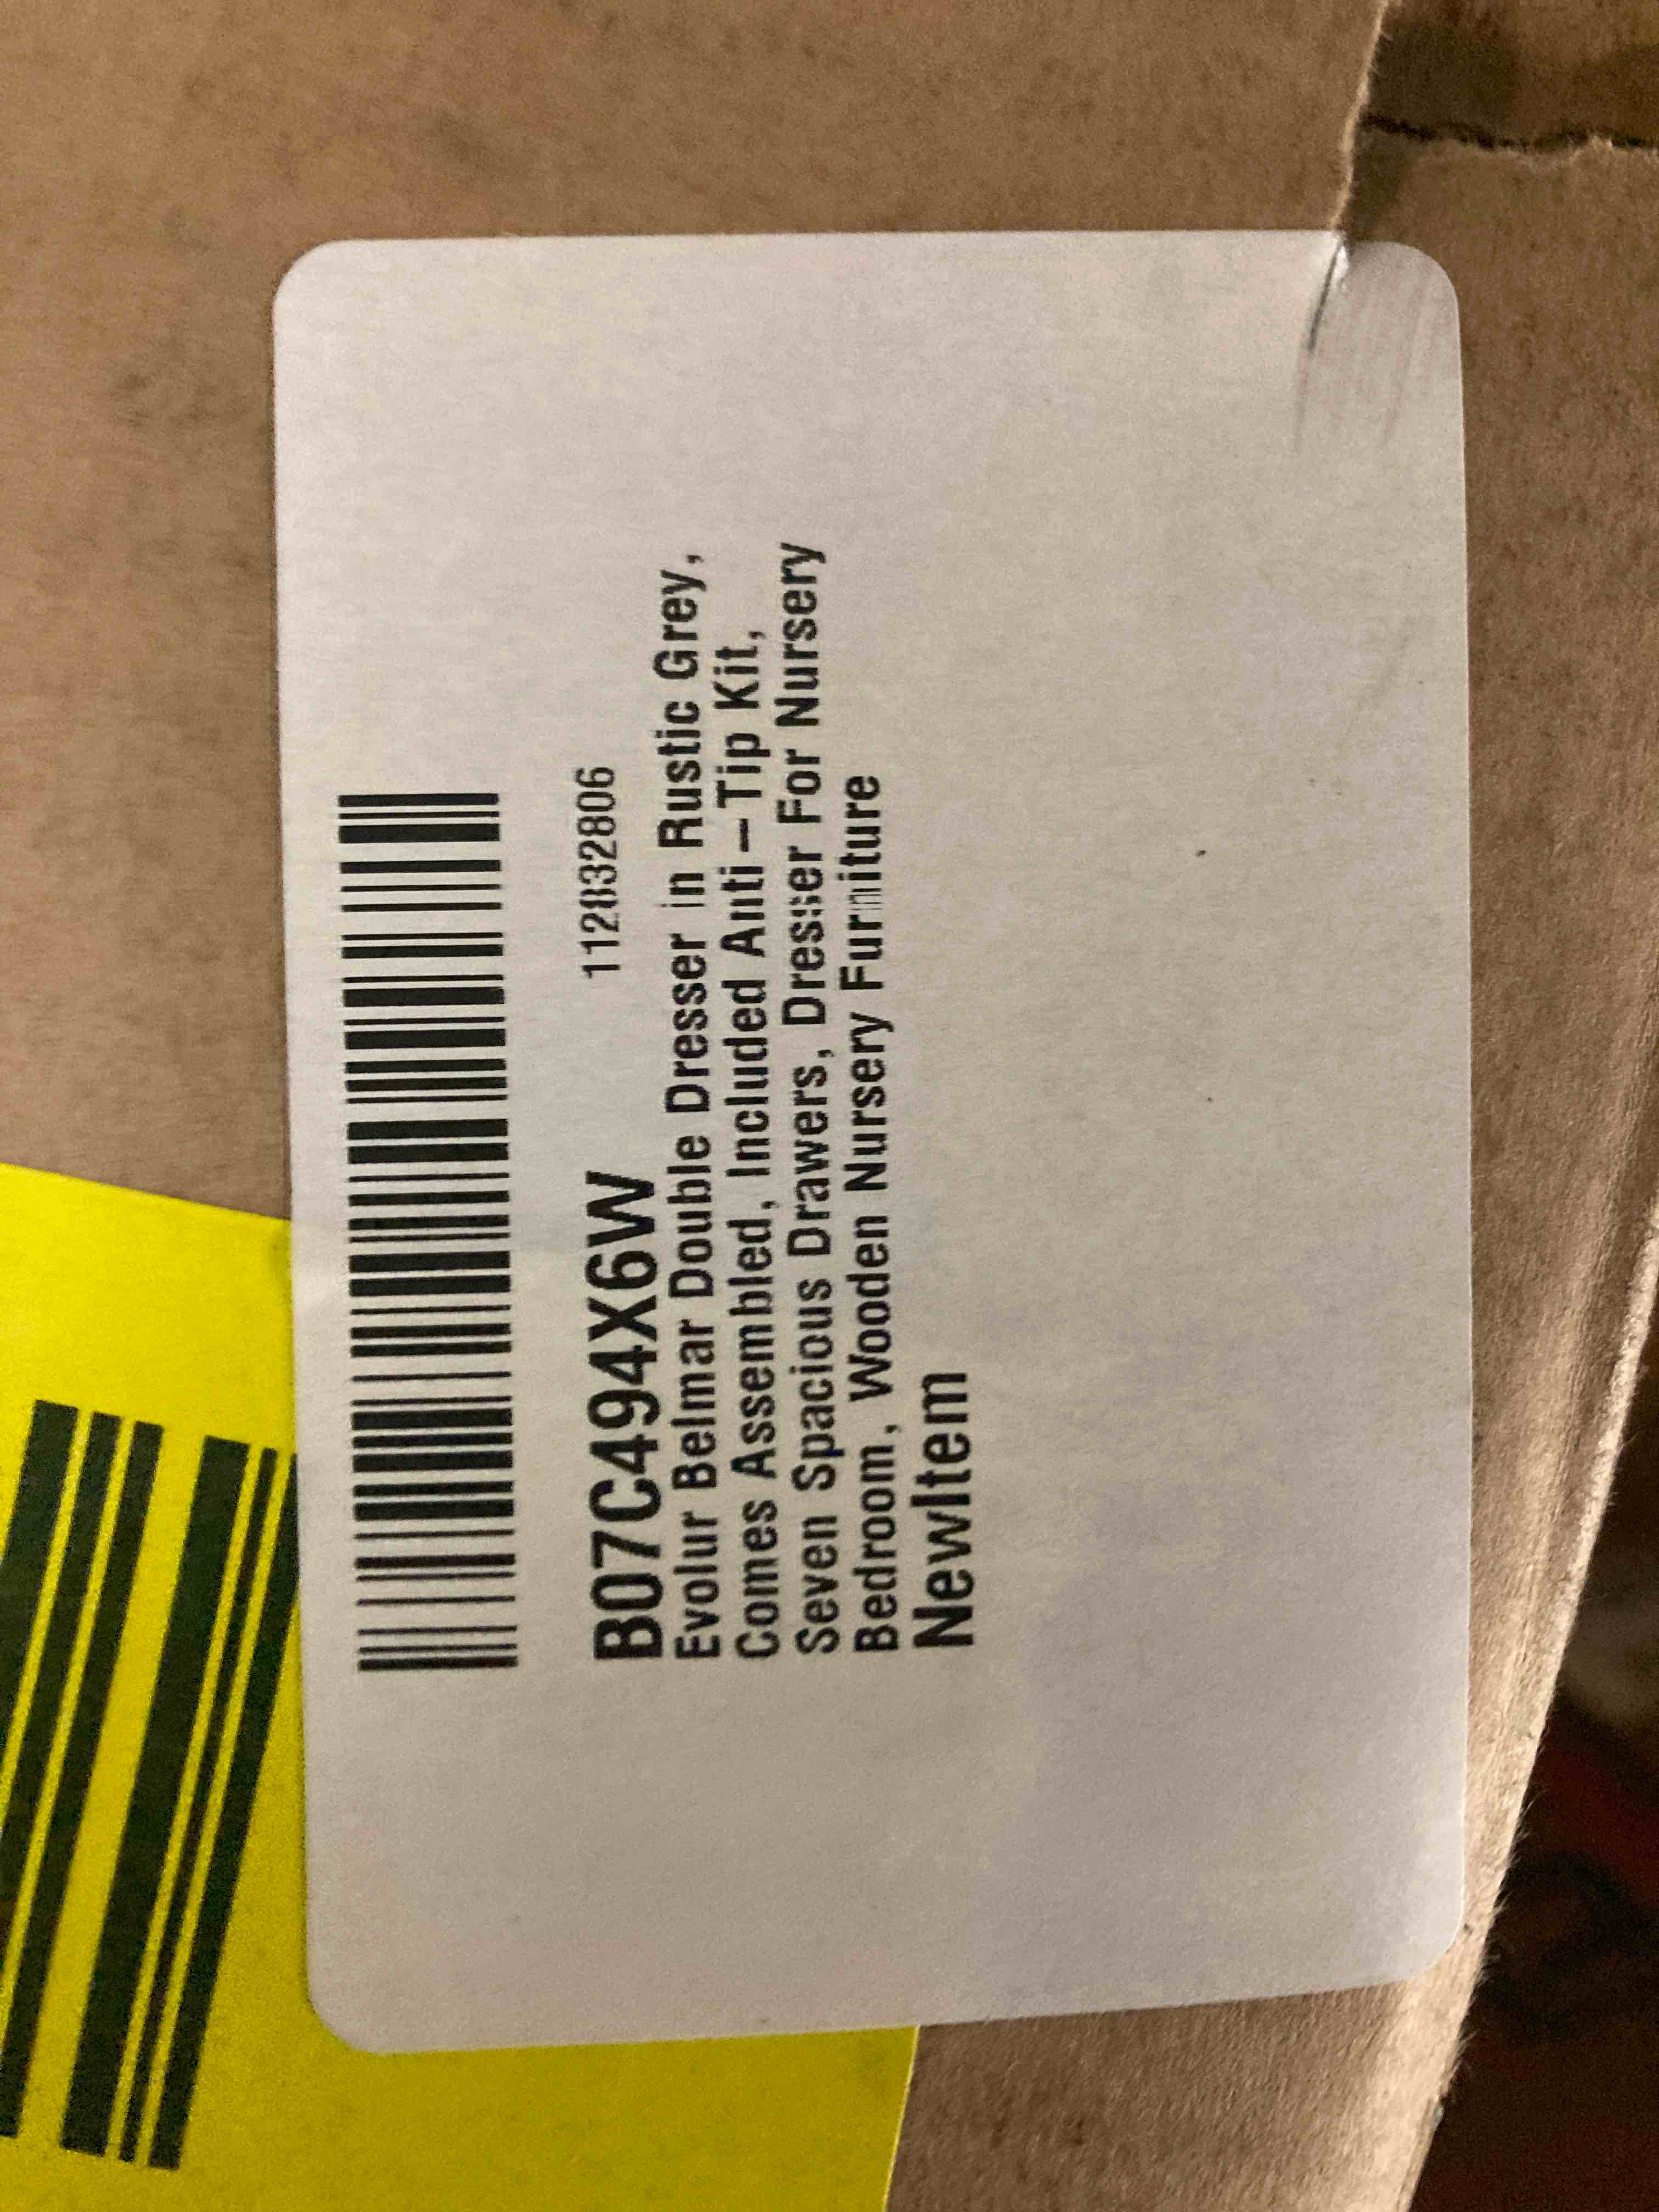 B07C494X6W 112832806
Evolur Belmar Double Dresser in Rustic Grey,
Comes Assembled, Included Anti-Tip Kit,
Seven Spacious Drawers, Dresser For Nursery
Bedroom, Wooden Nursery Furniture
NewItem